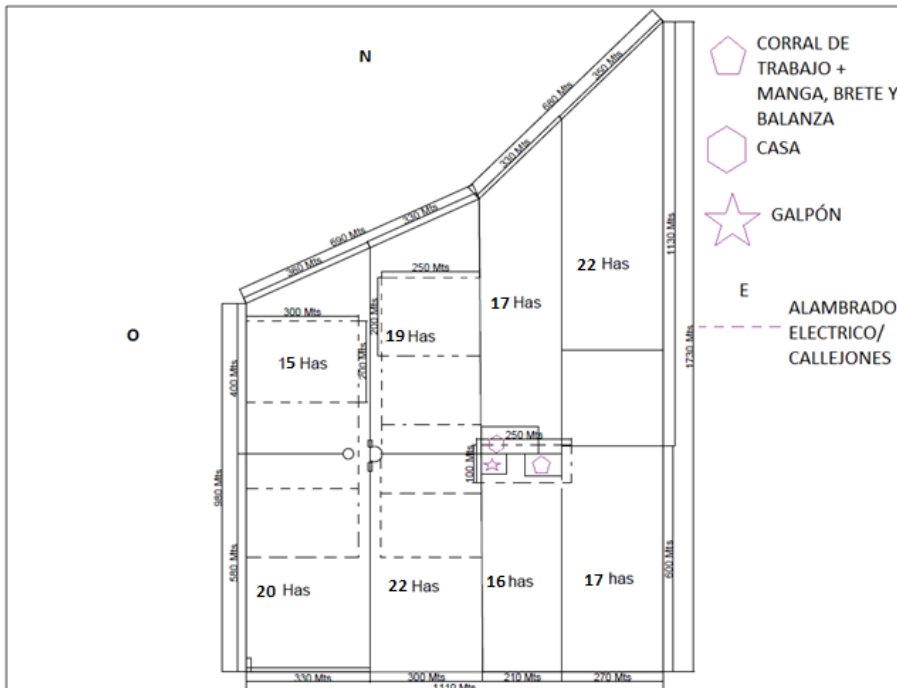 N
CORRAL DE
TRABAJO +
MANGA, BRETE Y
BALANZA
CASA
GALPÓN
E
ALAMBRADO
ELECTRICO/
CALLEJONES
O
680 Mts
350 Mts
330 Mts
690 Mts
330 Mts
360 Mts
250 Mts
200 Mts
300 Mts
200 Mts
400 Mts
1130 Mts
1730 Mts
22 Has
17 Has
19 Has
15 Has
250 Mts
100 Mts
980 Mts
580 Mts
600 Mts
20 Has
22 Has
16 has
17 has
330 Mts
300 Mts
210 Mts
270 Mts
1110 Mts